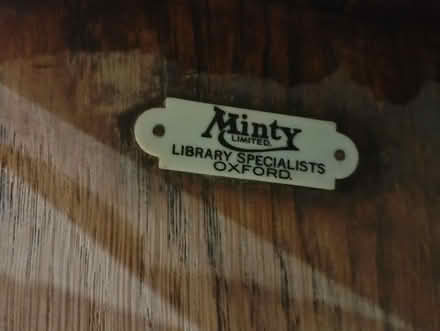 Minty
LIMITED.
LIBRARY SPECIALISTS
OXFORD.